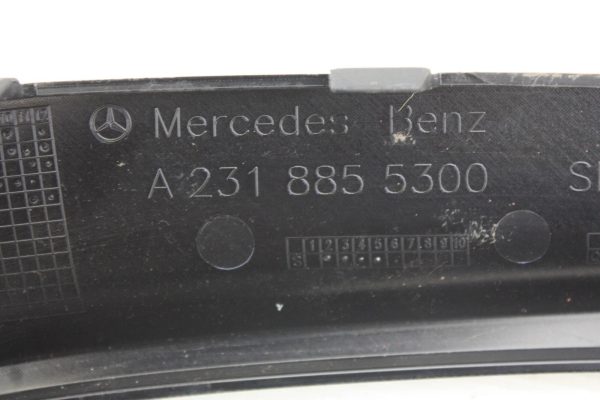 Mercedes-Benz
A 231 885 5300
S 1 2 3 4 5 6 7 8 9 10